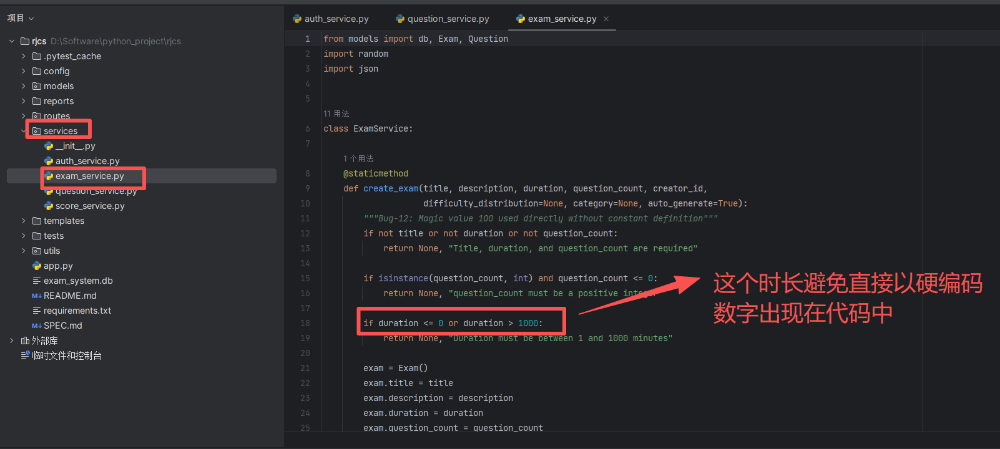 项目
rjcs D:\Software\python_project\rjcs
.pytest_cache
config
models
reports
routes
services
__init__.py
auth_service.py
exam_service.py
question_service.py
score_service.py
templates
tests
utils
app.py
exam_system.db
README.md
requirements.txt
SPEC.md
外部库
临时文件和控制台
auth_service.py question_service.py exam_service.py
1 from models import db, Exam, Question
2 import random
3 import json
4
5
11 用法
6 class ExamService:
7
1 个用法
8 @staticmethod
9 def create_exam(title, description, duration, question_count, creator_id,
10 difficulty_distribution=None, category=None, auto_generate=True):
11 """Bug-12: Magic value 100 used directly without constant definition"""
12 if not title or not duration or not question_count:
13 return None, "Title, duration, and question_count are required"
14
15 if isinstance(question_count, int) and question_count <= 0:
16 return None, "question_count must be a positive integer
17
18 if duration <= 0 or duration > 1000:
19 return None, "Duration must be between 1 and 1000 minutes"
20
21 exam = Exam()
22 exam.title = title
23 exam.description = description
24 exam.duration = duration
25 exam.question_count = question_count
这个时长避免直接以硬编码
数字出现在代码中